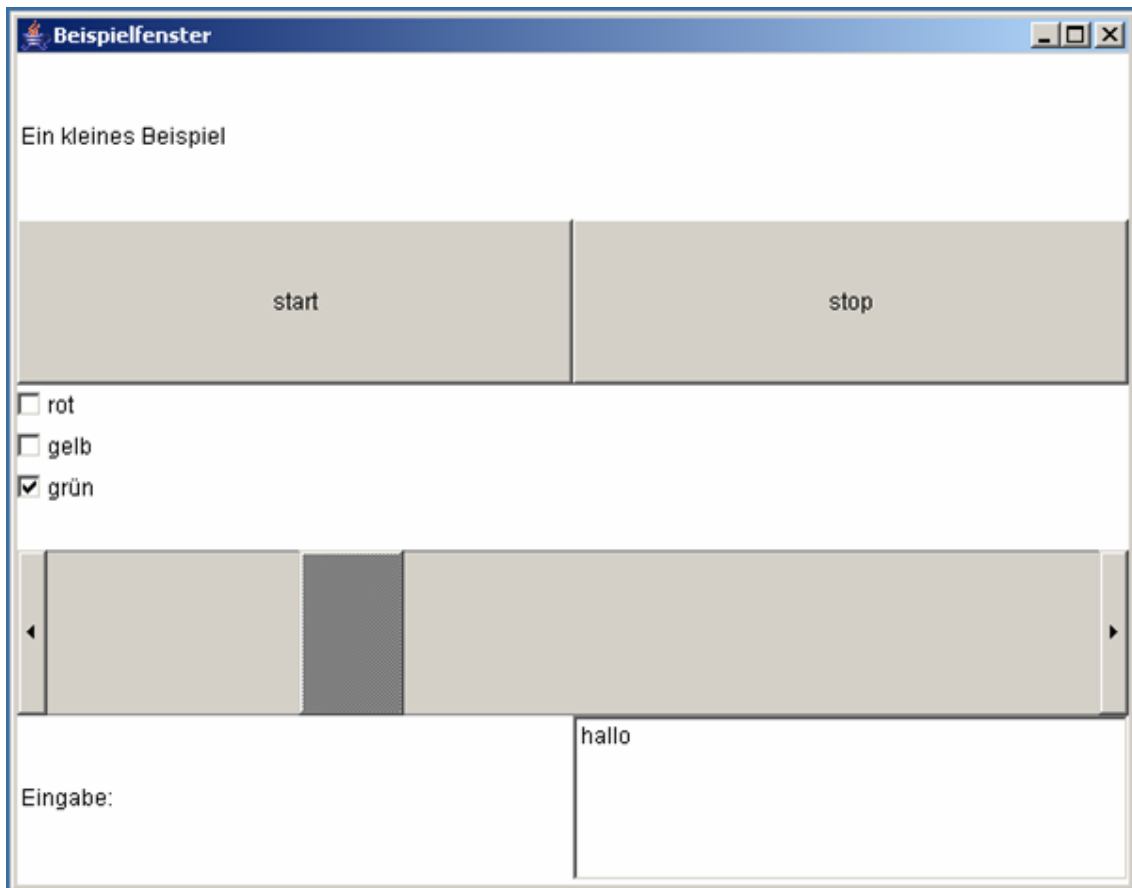 Beispielfenster
Ein kleines Beispiel
start
stop
rot
gelb
grün
Eingabe:
hallo